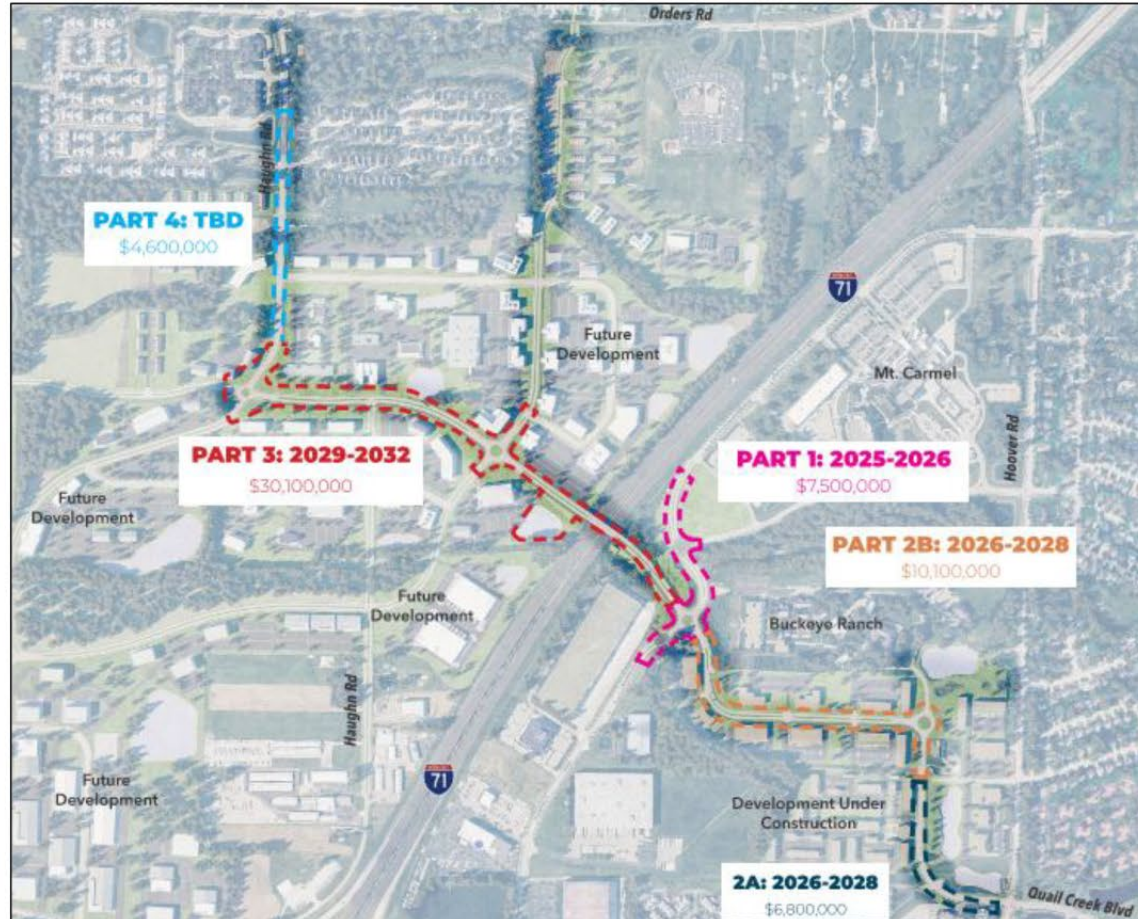 Orders Rd
Haughn Rd
PART 4: TBD
$4,600,000
71
Future
Development
Mt. Carmel
Hoover Rd
PART 3: 2029-2032
$30,100,000
PART 1: 2025-2026
$7,500,000
Future
Development
PART 2B: 2026-2028
$10,100,000
Future
Development
Buckeye Ranch
Haughn Rd
71
Future
Development
Development Under
Construction
2A: 2026-2028
$6,800,000
Quail Creek Blvd